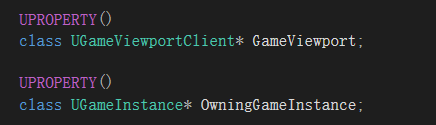 UPROPERTY()
class UGameViewportClient* GameViewport;
UPROPERTY()
class UGameInstance* OwningGameInstance;